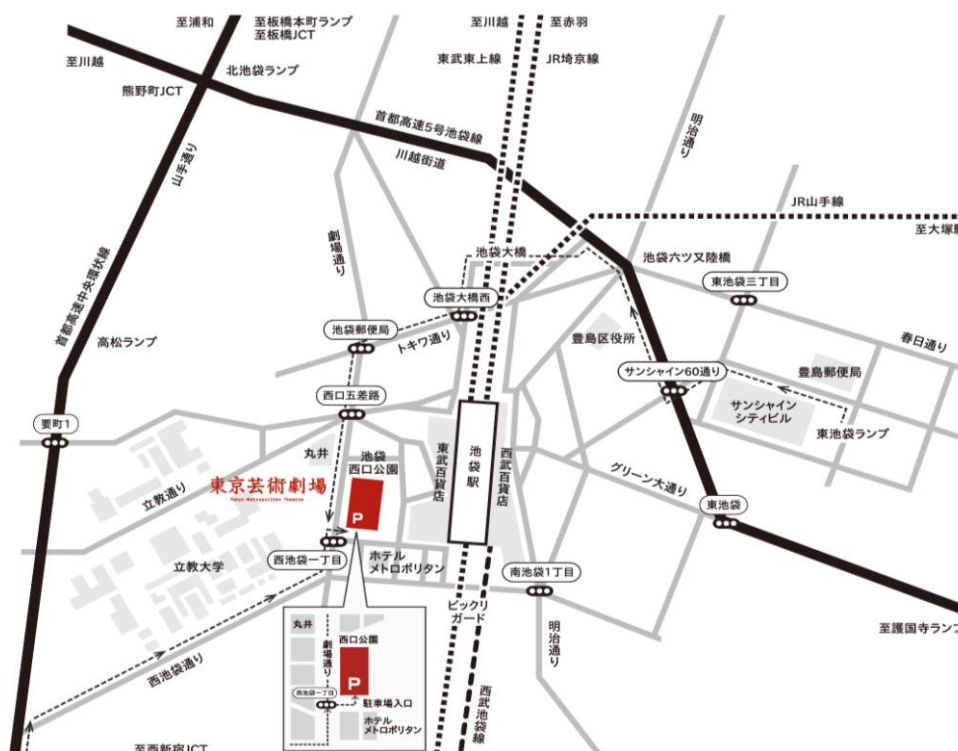 至浦和
至板橋本町ランプ
至板橋JCT
至川越
至赤羽
東武東上線
JR埼京線
至川越
北池袋ランプ
熊野町JCT
首都高速5号池袋線
川越街道
明治通り
山手通り
JR山手線
至大塚駅
劇場通り
池袋大橋
池袋六ツ又陸橋
首都高速中央環状線
池袋大橋西
東池袋三丁目
池袋郵便局
トキワ通り
豊島区役所
春日通り
高松ランプ
サンシャイン60通り
豊島郵便局
西口五差路
サンシャイン
シティビル
要町1
東池袋ランプ
丸井
池袋
西口公園
東武百貨店
池袋駅
西武百貨店
グリーン大通り
立教通り
東京芸術劇場
Tokyo Metropolitan Theatre
P
東池袋
西池袋一丁目
ホテル
メトロポリタン
立教大学
南池袋1丁目
ビックリ
ガード
明治通り
至護国寺ランプ
西池袋通り
丸井
劇場通り
西口公園
P
西池袋一丁目
駐車場入口
ホテル
メトロポリタン
西武池袋線
至西新宿JCT